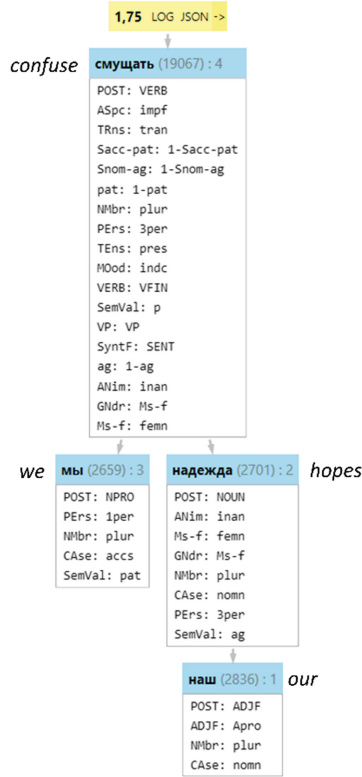 1,75 LOG JSON ->
confuse
смущать (19067) : 4
POST: VERB
ASpc: impf
TRns: tran
Sacc-pat: 1-Sacc-pat
Snom-ag: 1-Snom-ag
pat: 1-pat
NMbr: plur
PErs: 3per
TEns: pres
MOod: indc
VERB: VFIN
SemVal: p
VP: VP
SyntF: SENT
ag: 1-ag
ANim: inan
GNdr: Ms-f
Ms-f: femn
we
мы (2659) : 3
POST: NPRO
PErs: 1per
NMbr: plur
CAse: accs
SemVal: pat
надежда (2701) : 2
hopes
POST: NOUN
ANim: inan
Ms-f: femn
GNdr: Ms-f
NMbr: plur
CAse: nomn
PErs: 3per
SemVal: ag
наш (2836) : 1
our
POST: ADJF
ADJF: Apro
NMbr: plur
CAse: nomn